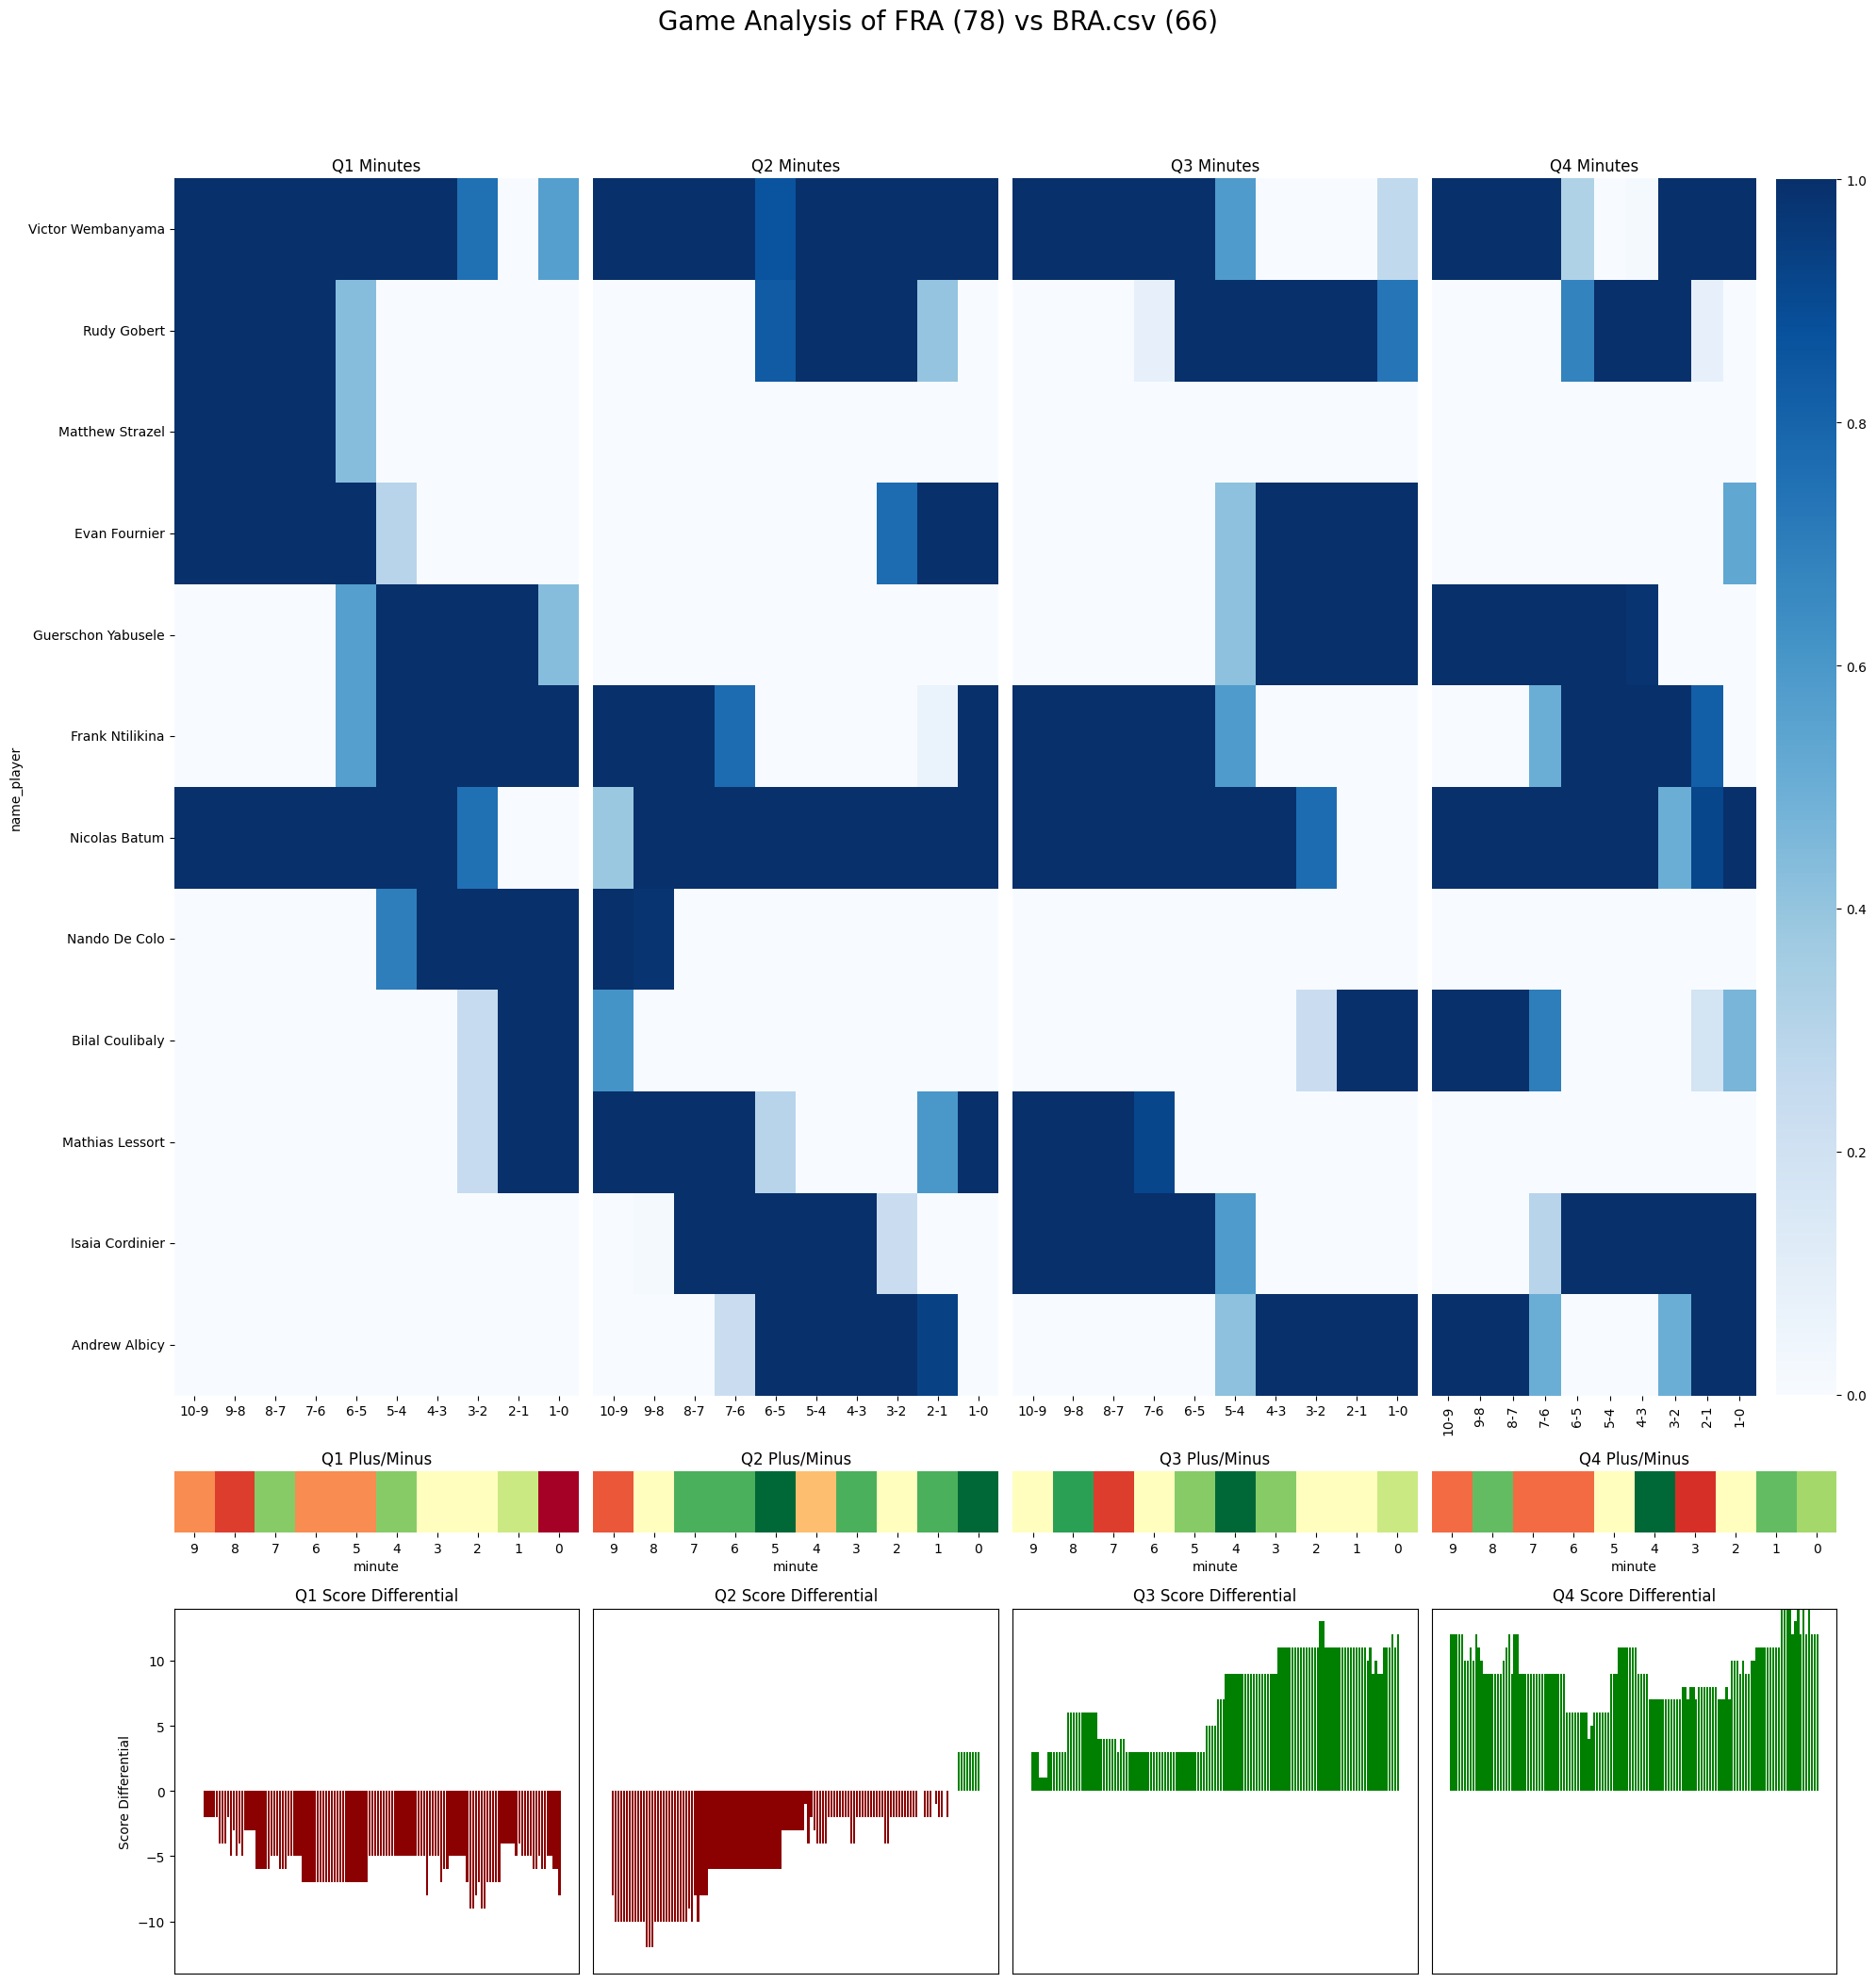 Game Analysis of FRA (78) vs BRA.csv (66)
Q1 Minutes Q2 Minutes Q3 Minutes Q4 Minutes
name_player
Victor Wembanyama
Rudy Gobert
Matthew Strazel
Evan Fournier
Guerschon Yabusele
Frank Ntilikina
Nicolas Batum
Nando De Colo
Bilal Coulibaly
Mathias Lessort
Isaia Cordinier
Andrew Albicy
1.0
0.8
0.6
0.4
0.2
0.0
10-9 9-8 8-7 7-6 6-5 5-4 4-3 3-2 2-1 1-0 10-9 9-8 8-7 7-6 6-5 5-4 4-3 3-2 2-1 1-0 10-9 9-8 8-7 7-6 6-5 5-4 4-3 3-2 2-1 1-0 10-9 9-8 8-7 7-6 6-5 5-4 4-3 3-2 2-1 1-0
Q1 Plus/Minus Q2 Plus/Minus Q3 Plus/Minus Q4 Plus/Minus
9 8 7 6 5 4 3 2 1 0 9 8 7 6 5 4 3 2 1 0 9 8 7 6 5 4 3 2 1 0 9 8 7 6 5 4 3 2 1 0
minute minute minute minute
Q1 Score Differential Q2 Score Differential Q3 Score Differential Q4 Score Differential
Score Differential
10
5
0
−5
−10